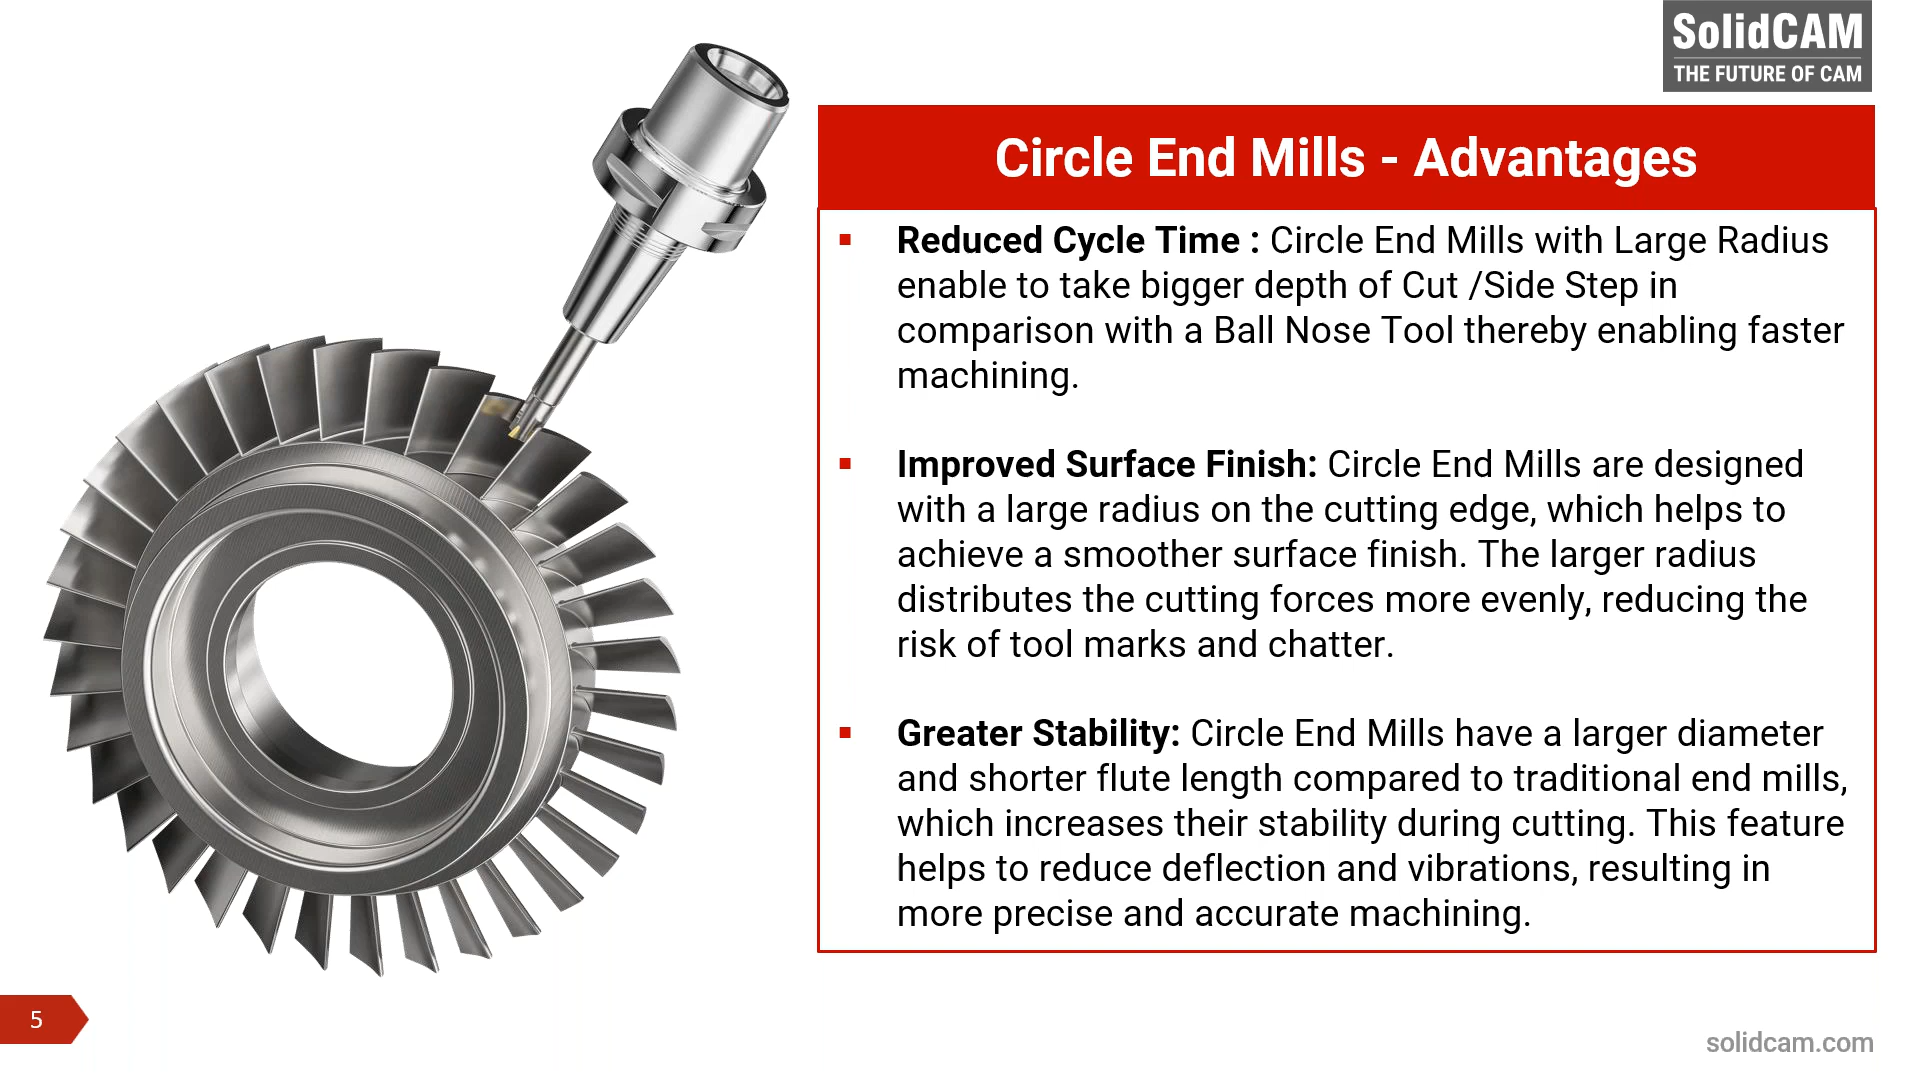 SolidCAM
THE FUTURE OF CAM
Circle End Mills - Advantages
▪ Reduced Cycle Time : Circle End Mills with Large Radius
enable to take bigger depth of Cut /Side Step in
comparison with a Ball Nose Tool thereby enabling faster
machining.
▪ Improved Surface Finish: Circle End Mills are designed
with a large radius on the cutting edge, which helps to
achieve a smoother surface finish. The larger radius
distributes the cutting forces more evenly, reducing the
risk of tool marks and chatter.
▪ Greater Stability: Circle End Mills have a larger diameter
and shorter flute length compared to traditional end mills,
which increases their stability during cutting. This feature
helps to reduce deflection and vibrations, resulting in
more precise and accurate machining.
5
solidcam.com